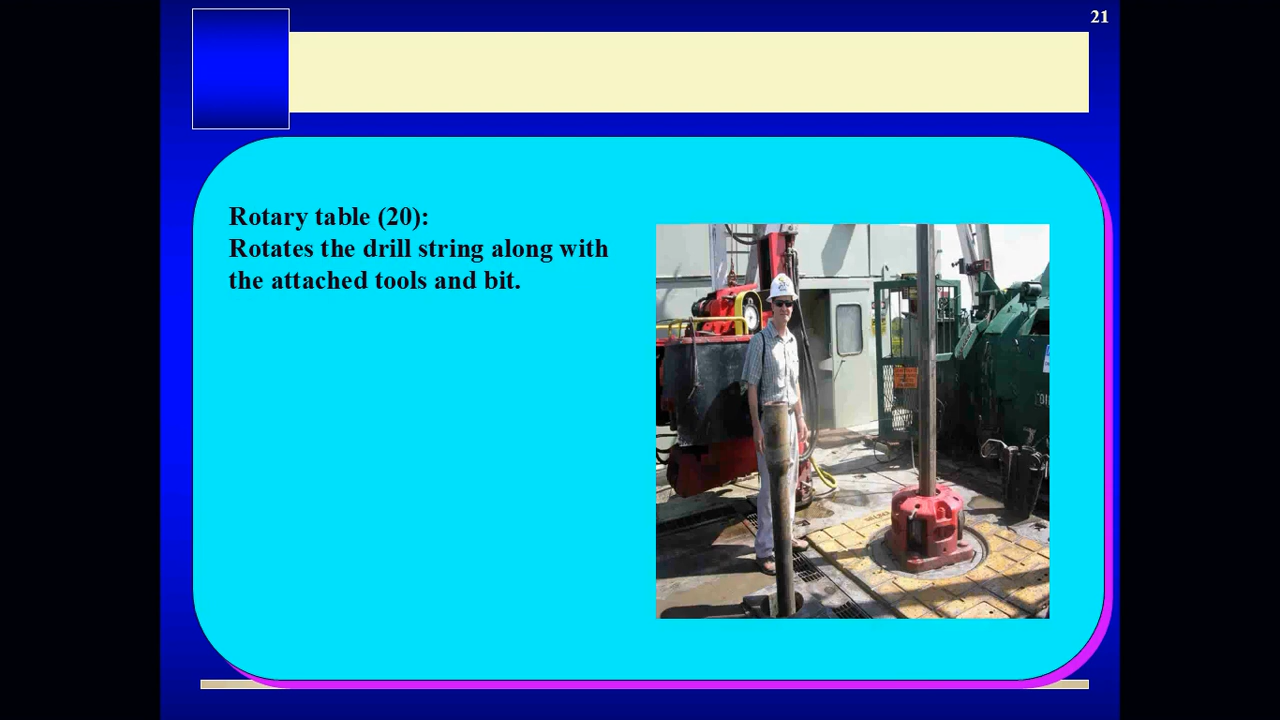 21
Rotary table (20):
Rotates the drill string along with
the attached tools and bit.